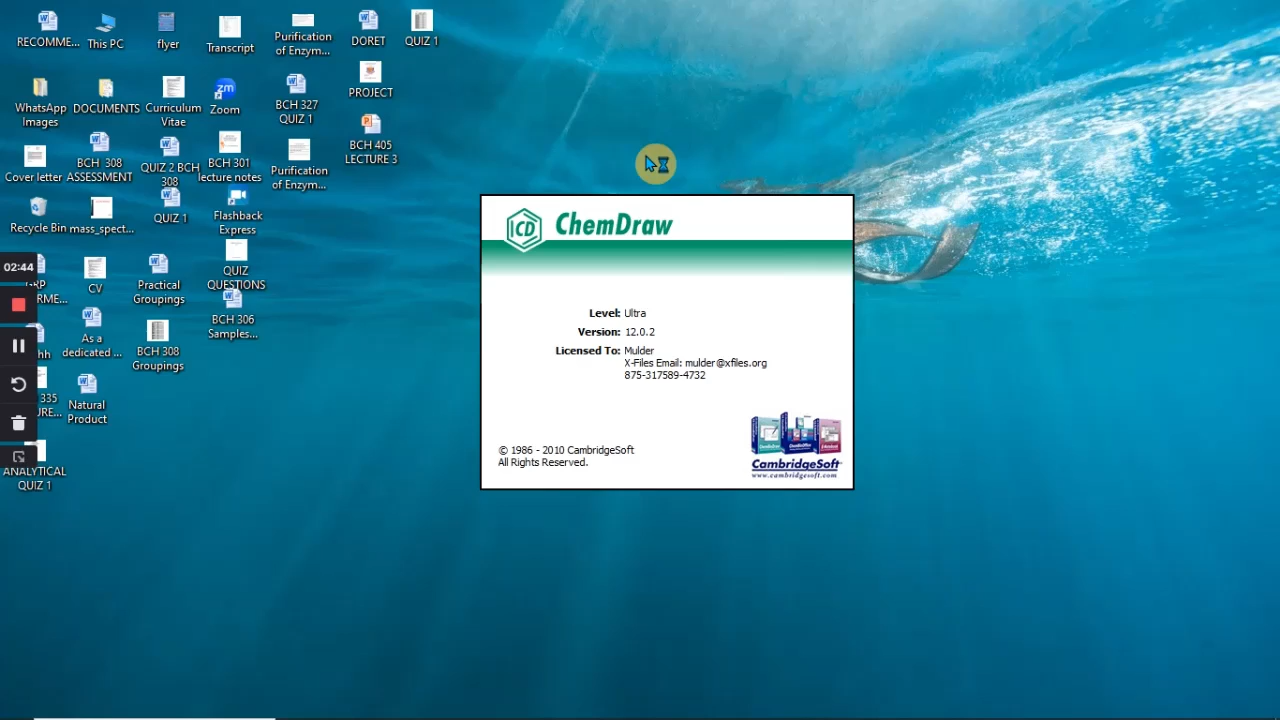 RECOMME...
This PC
flyer
Transcript
Purification
of Enzym...
DORET
QUIZ 1
WhatsApp
Images
DOCUMENTS
Curriculum
Vitae
zm
Zoom
BCH 327
QUIZ 1
PROJECT
Cover letter
BCH 308
ASSESSMENT
QUIZ 2 BCH
308
BCH 301
lecture notes
Purification
of Enzym...
BCH 405
LECTURE 3
Recycle Bin
mass_spect...
QUIZ 1
Flashback
Express
02:44
RME...
CV
Practical
Groupings
QUIZ
QUESTIONS
hh
As a
dedicated ...
BCH 308
Groupings
BCH 306
Samples...
335
URE...
Natural
Product
ANALYTICAL
QUIZ 1
ICD
ChemDraw
Level: Ultra
Version: 12.0.2
Licensed To: Mulder
X-Files Email: mulder@xfiles.org
875-317589-4732
© 1986 - 2010 CambridgeSoft
All Rights Reserved.
CambridgeSoft
www.cambridgesoft.com